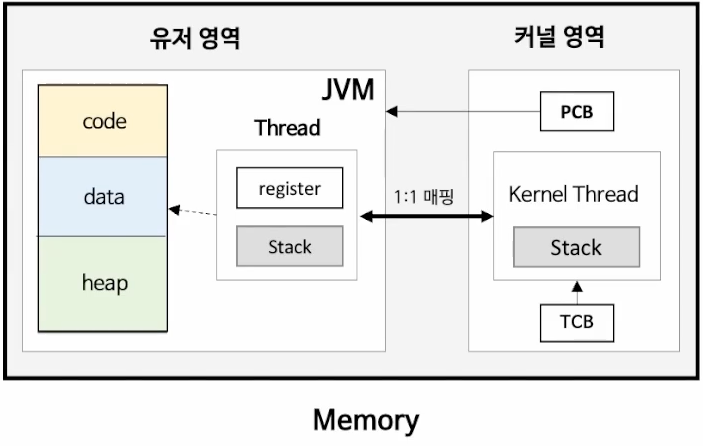 유저 영역
커널 영역
JVM
code
data
heap
Thread
register
Stack
1:1 매핑
PCB
Kernel Thread
Stack
TCB
Memory